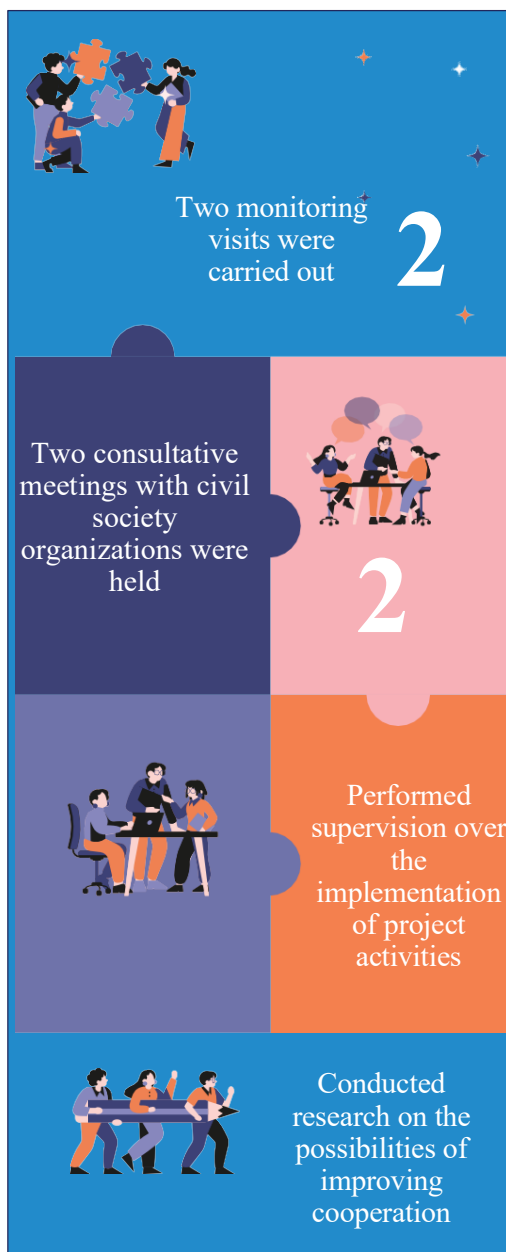 Two monitoring
visits were
carried out
2
Two consultative
meetings with civil
society
organizations were
held
2
Performed
supervision over
the
implementation
of project
activities
Conducted
research on the
possibilities of
improving
cooperation